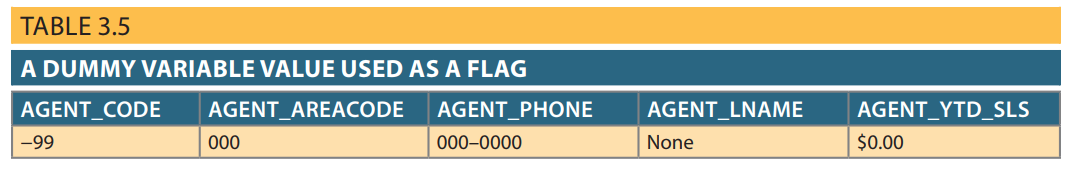 TABLE 3.5
A DUMMY VARIABLE VALUE USED AS A FLAG
AGENT_CODE AGENT_AREACODE AGENT_PHONE AGENT_LNAME AGENT_YTD_SLS
–99 000 000–0000 None $0.00